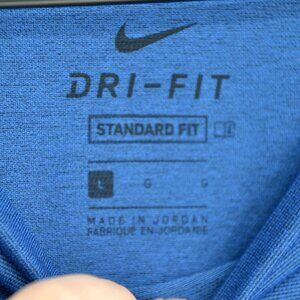 DRI-FIT
STANDARD FIT
L G G
MADE IN JORDAN
FABRIQUÉ EN JORDANIE